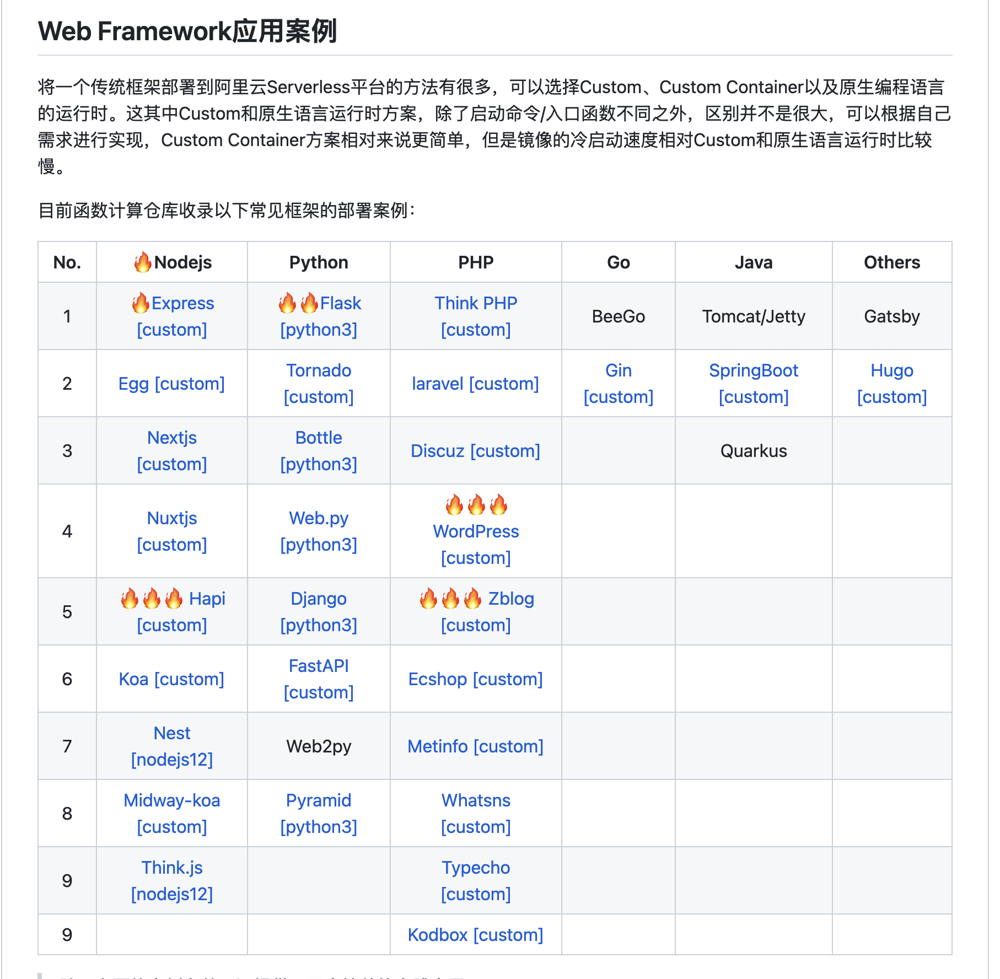 Web Framework应用案例
将一个传统框架部署到阿里云Serverless平台的方法有很多，可以选择Custom、Custom Container以及原生编程语言
的运行时。这其中Custom和原生语言运行时方案，除了启动命令/入口函数不同之外，区别并不是很大，可以根据自己
需求进行实现，Custom Container方案相对来说更简单，但是镜像的冷启动速度相对Custom和原生语言运行时比较
慢。
目前函数计算仓库收录以下常见框架的部署案例：
No. 🔥Nodejs Python PHP Go Java Others
1 🔥Express [custom] 🔥🔥Flask [python3] Think PHP [custom] BeeGo Tomcat/Jetty Gatsby
2 Egg [custom] Tornado [custom] laravel [custom] Gin [custom] SpringBoot [custom] Hugo [custom]
3 Nextjs [custom] Bottle [python3] Discuz [custom] Quarkus
4 Nuxtjs [custom] Web.py [python3] 🔥🔥🔥 WordPress [custom]
5 🔥🔥🔥 Hapi [custom] Django [python3] 🔥🔥🔥 Zblog [custom]
6 Koa [custom] FastAPI [custom] Ecshop [custom]
7 Nest [nodejs12] Web2py Metinfo [custom]
8 Midway-koa [custom] Pyramid [python3] Whatsns [custom]
9 Think.js [nodejs12] Typecho [custom]
9 Kodbox [custom]